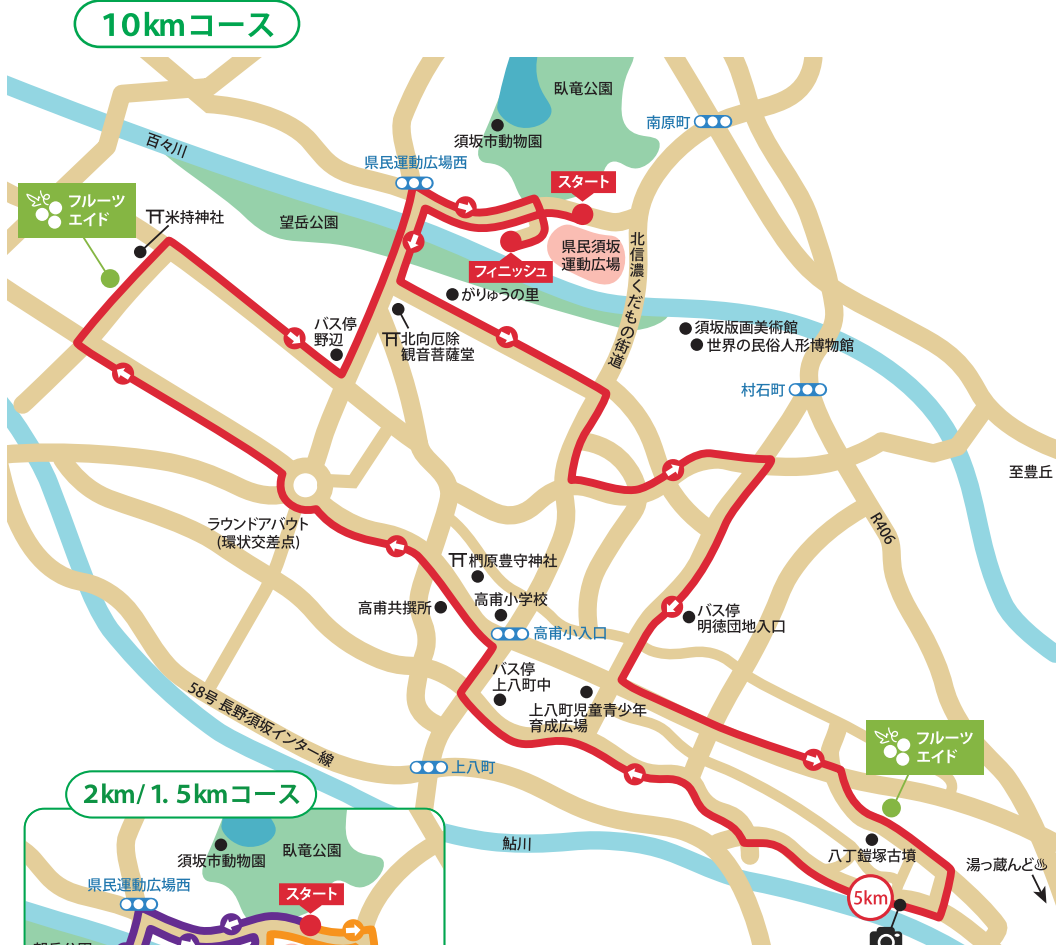 10kmコース
臥竜公園
須坂市動物園
南原町
百々川
県民運動広場西
スタート
フルーツ
エイド
米持神社
望岳公園
県民須坂
運動広場
フィニッシュ
北信濃くだもの街道
がりゅうの里
バス停
野辺
北向厄除
観音菩薩堂
須坂版画美術館
世界の民俗人形博物館
村石町
至豊丘
R406
ラウンドアバウト
(環状交差点)
高甫共撰所
高甫小学校
高甫小入口
バス停
明徳団地入口
バス停
上八町中
上八町児童青少年
育成広場
58号 長野須坂インター線
上八町
フルーツ
エイド
鮎川
八丁鎧塚古墳
湯っ蔵んど♨
5km
2km/1.5kmコース
須坂市動物園
臥竜公園
県民運動広場西
スタート
望岳公園